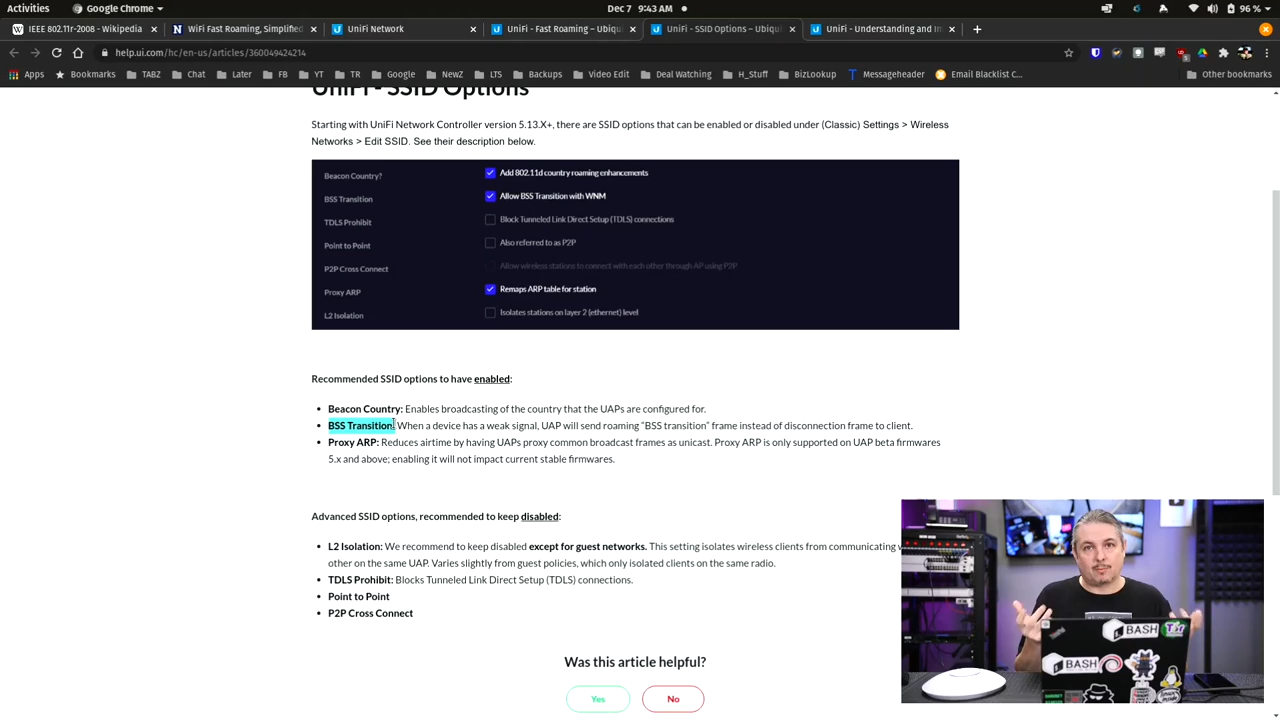 Activities
Google Chrome
Dec 7 9:43 AM
96 %
IEEE 802.11r-2008 - Wikipedia
WiFi Fast Roaming, Simplified
UniFi Network
UniFi - Fast Roaming – Ubiq
UniFi - SSID Options – Ubiqu
UniFi - Understanding and Im
help.ui.com/hc/en-us/articles/360049424214
Apps
Bookmarks
TABZ
Chat
Later
FB
YT
TR
Google
NewZ
LTS
Backups
Video Edit
Deal Watching
H_Stuff
BizLookup
Messageheader
Email Blacklist C...
Other bookmarks
UniFi - SSID Options
Starting with UniFi Network Controller version 5.13.X+, there are SSID options that can be enabled or disabled under (Classic) Settings > Wireless
Networks > Edit SSID. See their description below.
Beacon Country? Add 802.11d country roaming enhancements
BSS Transition Allow BSS Transition with WNM
TDLS Prohibit Block Tunneled Link Direct Setup (TDLS) connections
Point to Point Also referred to as P2P
P2P Cross Connect Allow wireless stations to connect with each other through AP using P2P
Proxy ARP Remaps ARP table for station
L2 Isolation Isolates stations on layer 2 (ethernet) level
Recommended SSID options to have enabled:
Beacon Country: Enables broadcasting of the country that the UAPs are configured for.
BSS Transition: When a device has a weak signal, UAP will send roaming “BSS transition” frame instead of disconnection frame to client.
Proxy ARP: Reduces airtime by having UAPs proxy common broadcast frames as unicast. Proxy ARP is only supported on UAP beta firmwares
5.x and above; enabling it will not impact current stable firmwares.
Advanced SSID options, recommended to keep disabled:
L2 Isolation: We recommend to keep disabled except for guest networks. This setting isolates wireless clients from communicating
other on the same UAP. Varies slightly from guest policies, which only isolated clients on the same radio.
TDLS Prohibit: Blocks Tunneled Link Direct Setup (TDLS) connections.
Point to Point
P2P Cross Connect
Was this article helpful?
Yes
No
BASH
BASH